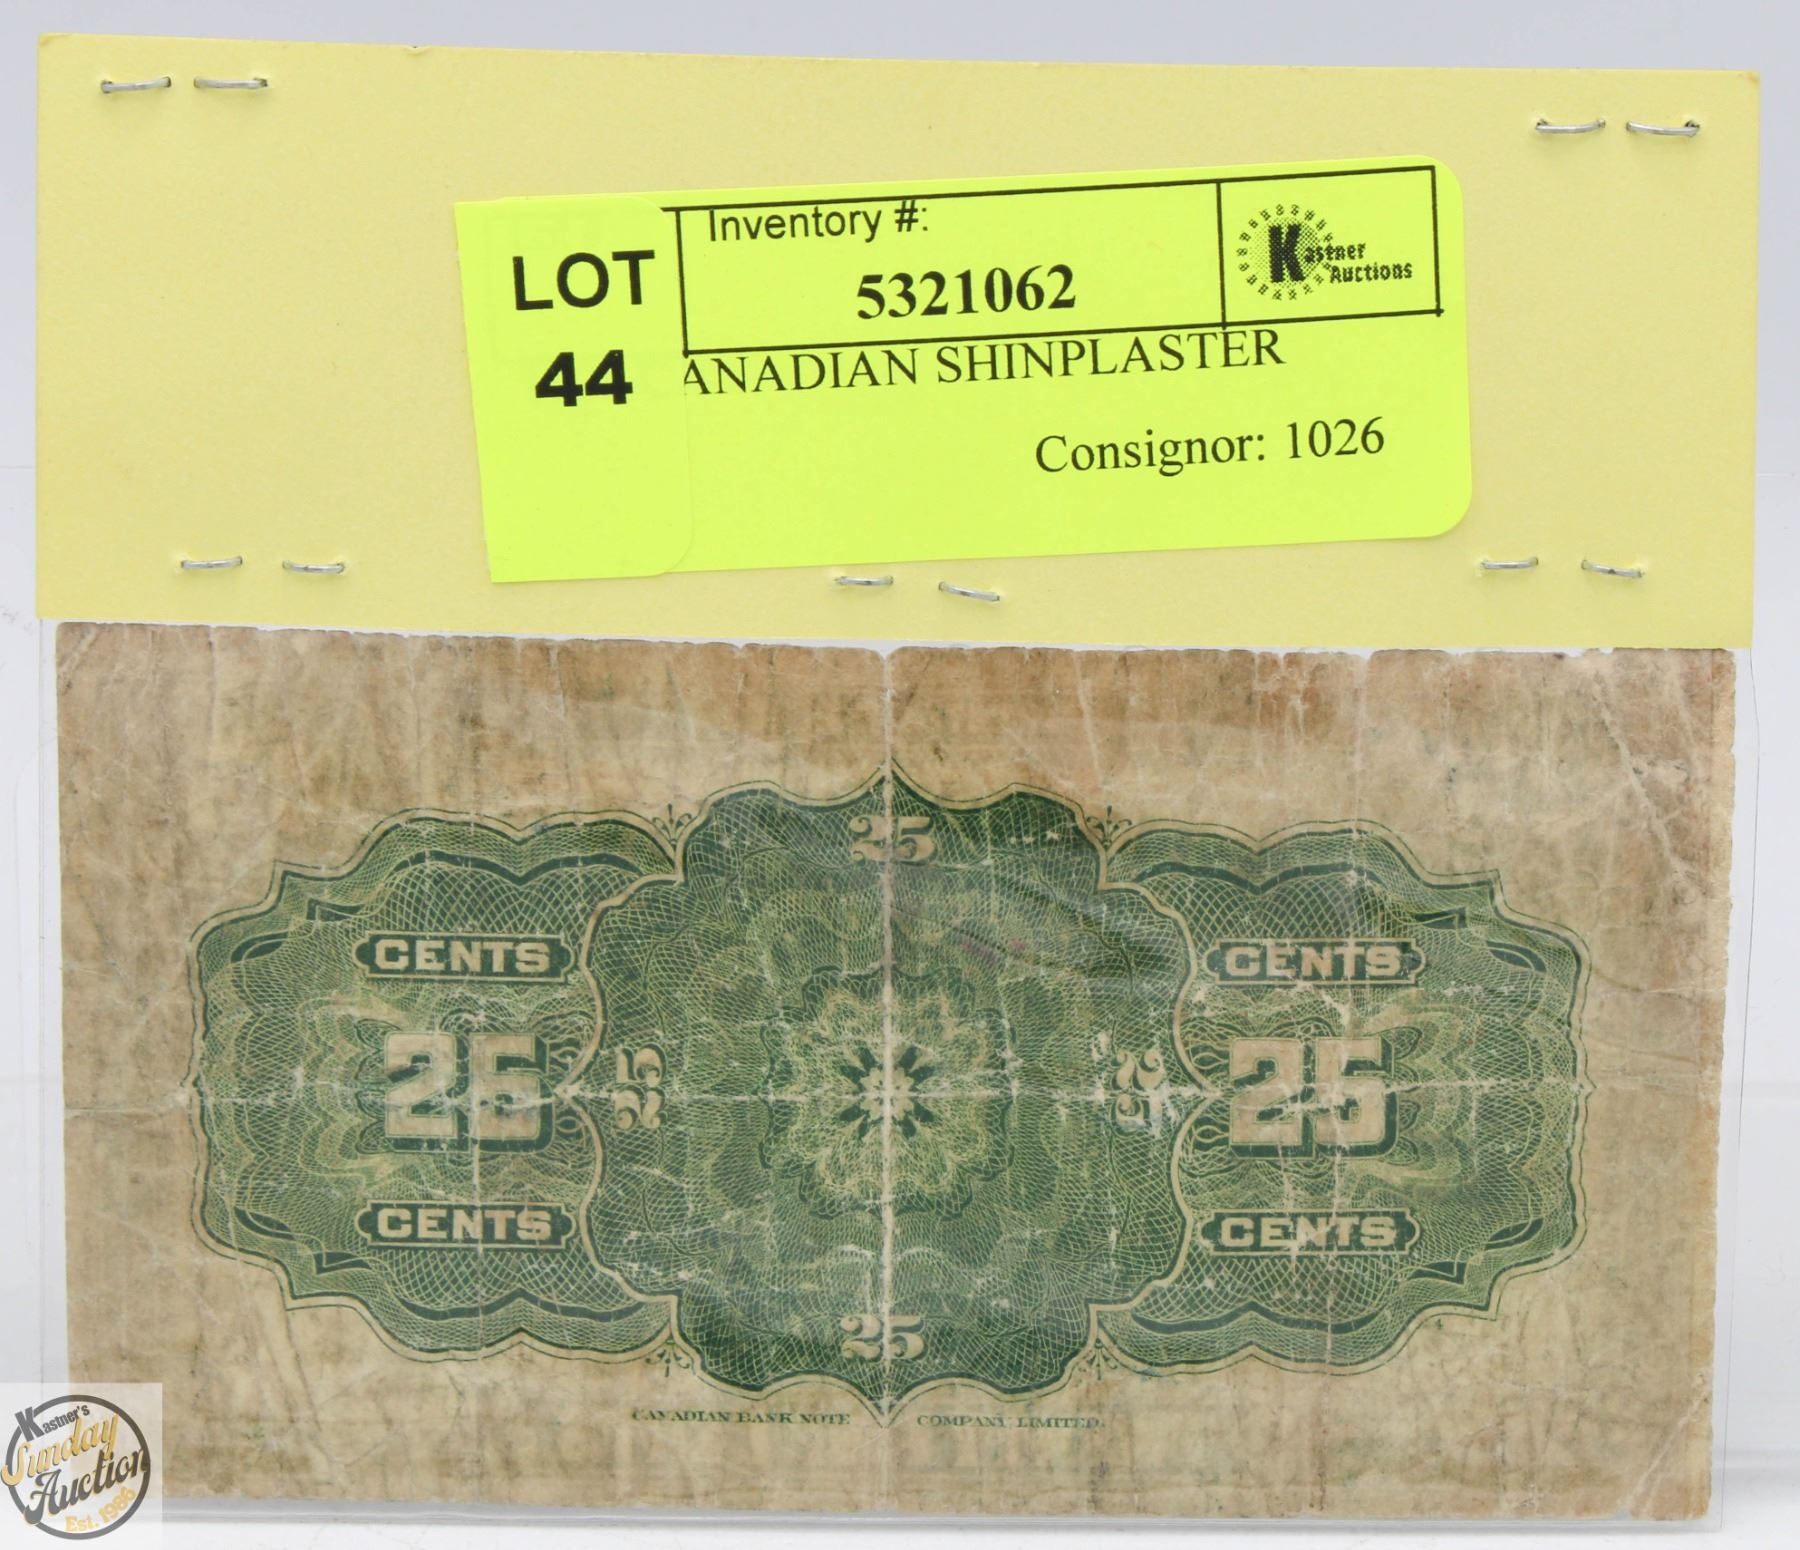 LOT
44
Inventory #:
5321062
Kastner
Auctions
ANADIAN SHINPLASTER
Consignor: 1026
25
CENTS
CENTS
25
25
25
25
CENTS
CENTS
25
CANADIAN BANK NOTE COMPANY, LIMITED.
Kastner's
Sunday
Auction
Est. 1986